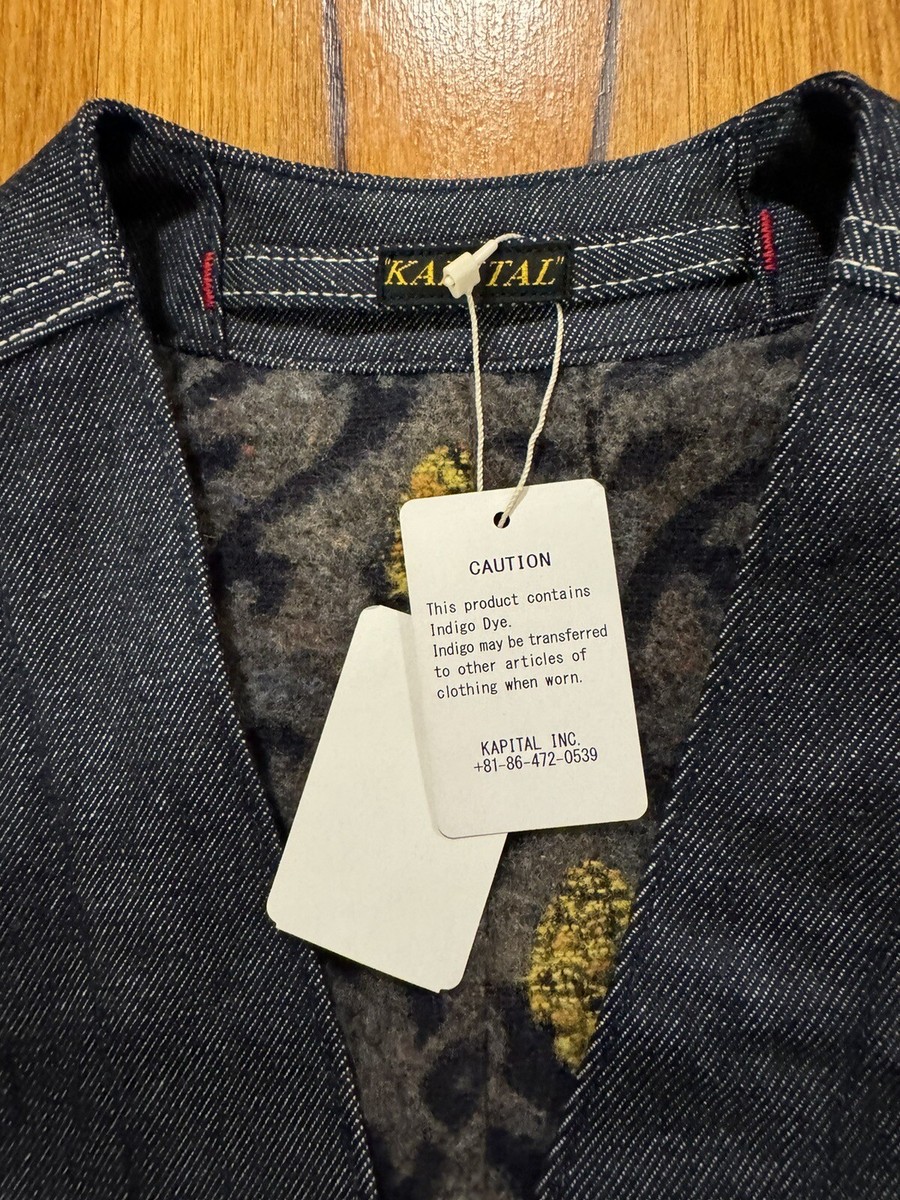 "KAPITAL"
CAUTION
This product contains
Indigo Dye.
Indigo may be transferred
to other articles of
clothing when worn.
KAPITAL INC.
+81-86-472-0539